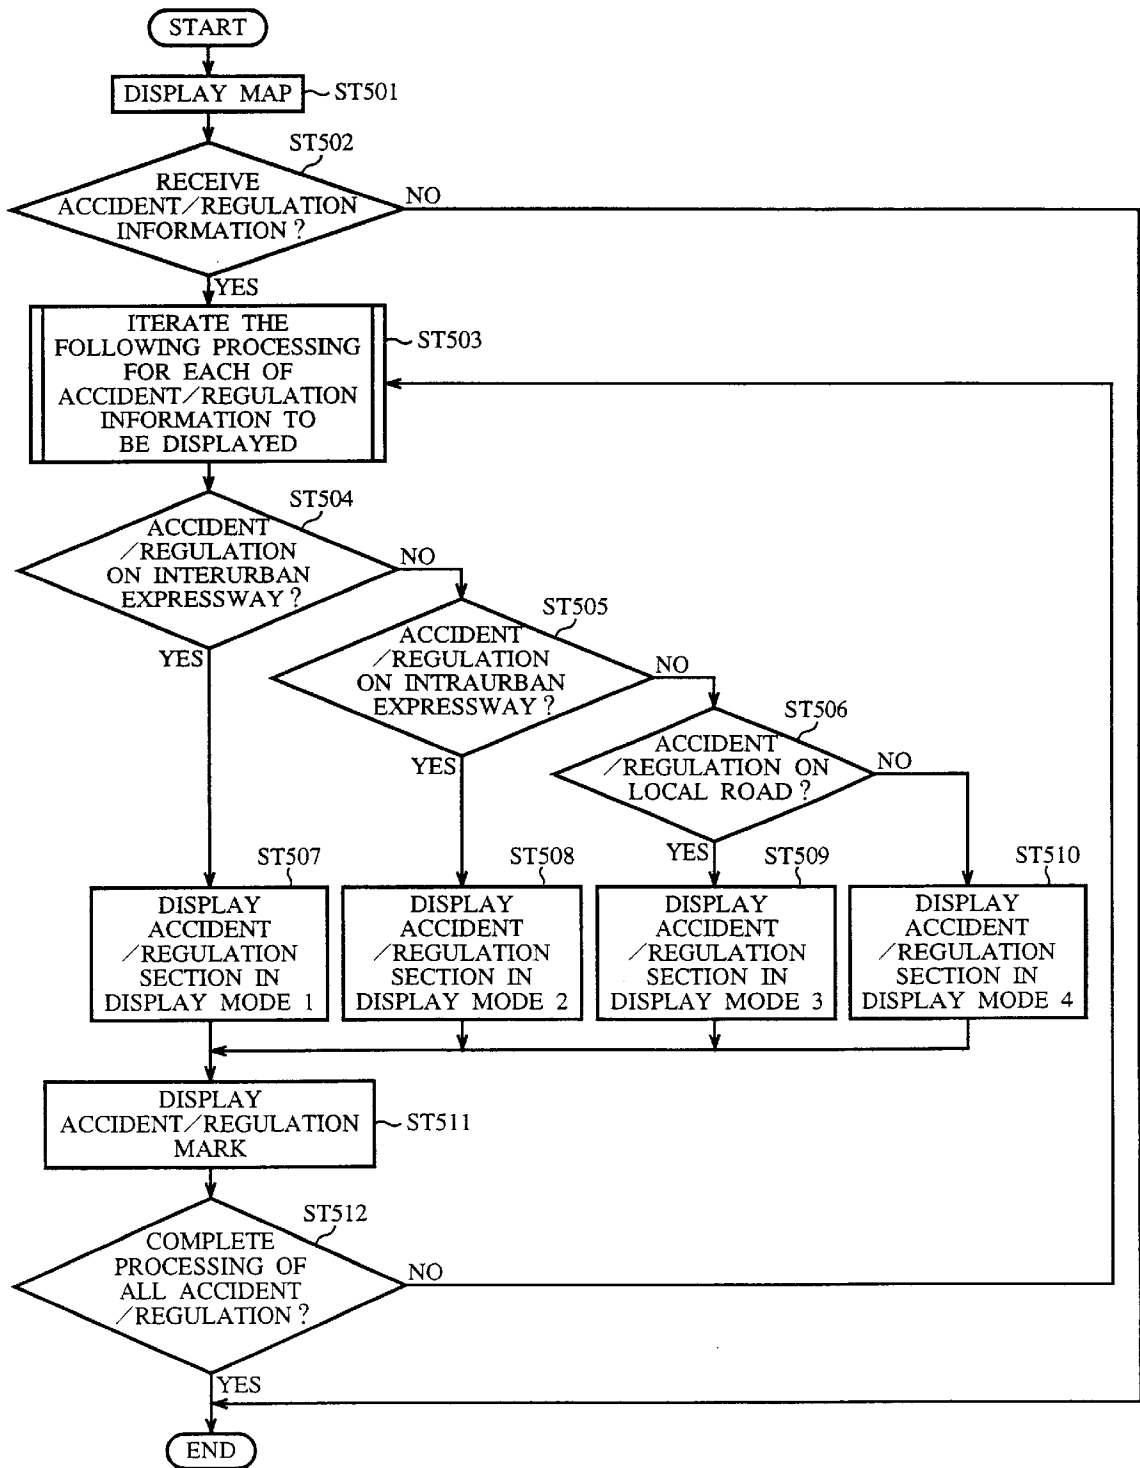 START
DISPLAY MAP
ST501
ST502
RECEIVE
ACCIDENT/REGULATION
INFORMATION?
NO
YES
ITERATE THE
FOLLOWING PROCESSING
FOR EACH OF
ACCIDENT/REGULATION
INFORMATION TO
BE DISPLAYED
ST503
ST504
ACCIDENT
/REGULATION
ON INTERURBAN
EXPRESSWAY?
NO
YES
ST505
ACCIDENT
/REGULATION
ON INTRAURBAN
EXPRESSWAY?
NO
YES
ST506
ACCIDENT
/REGULATION ON
LOCAL ROAD?
NO
YES
ST507
DISPLAY
ACCIDENT
/REGULATION
SECTION IN
DISPLAY MODE 1
ST508
DISPLAY
ACCIDENT
/REGULATION
SECTION IN
DISPLAY MODE 2
ST509
DISPLAY
ACCIDENT
/REGULATION
SECTION IN
DISPLAY MODE 3
ST510
DISPLAY
ACCIDENT
/REGULATION
SECTION IN
DISPLAY MODE 4
DISPLAY
ACCIDENT/REGULATION
MARK
ST511
ST512
COMPLETE
PROCESSING OF
ALL ACCIDENT
/REGULATION?
NO
YES
END